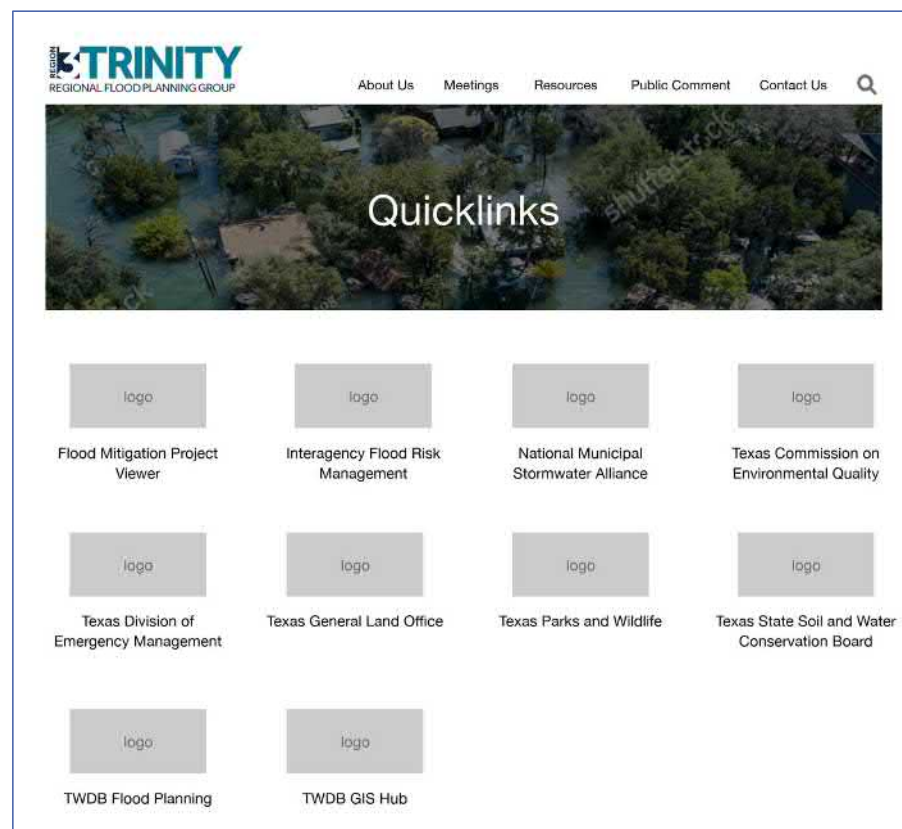 REGION 3 TRINITY
REGIONAL FLOOD PLANNING GROUP
About Us Meetings Resources Public Comment Contact Us
shutterstock
Quicklinks
ck
logo logo logo logo
Flood Mitigation Project Viewer
Interagency Flood Risk Management
National Municipal Stormwater Alliance
Texas Commission on Environmental Quality
logo logo logo logo
Texas Division of Emergency Management
Texas General Land Office
Texas Parks and Wildlife
Texas State Soil and Water Conservation Board
logo logo
TWDB Flood Planning
TWDB GIS Hub